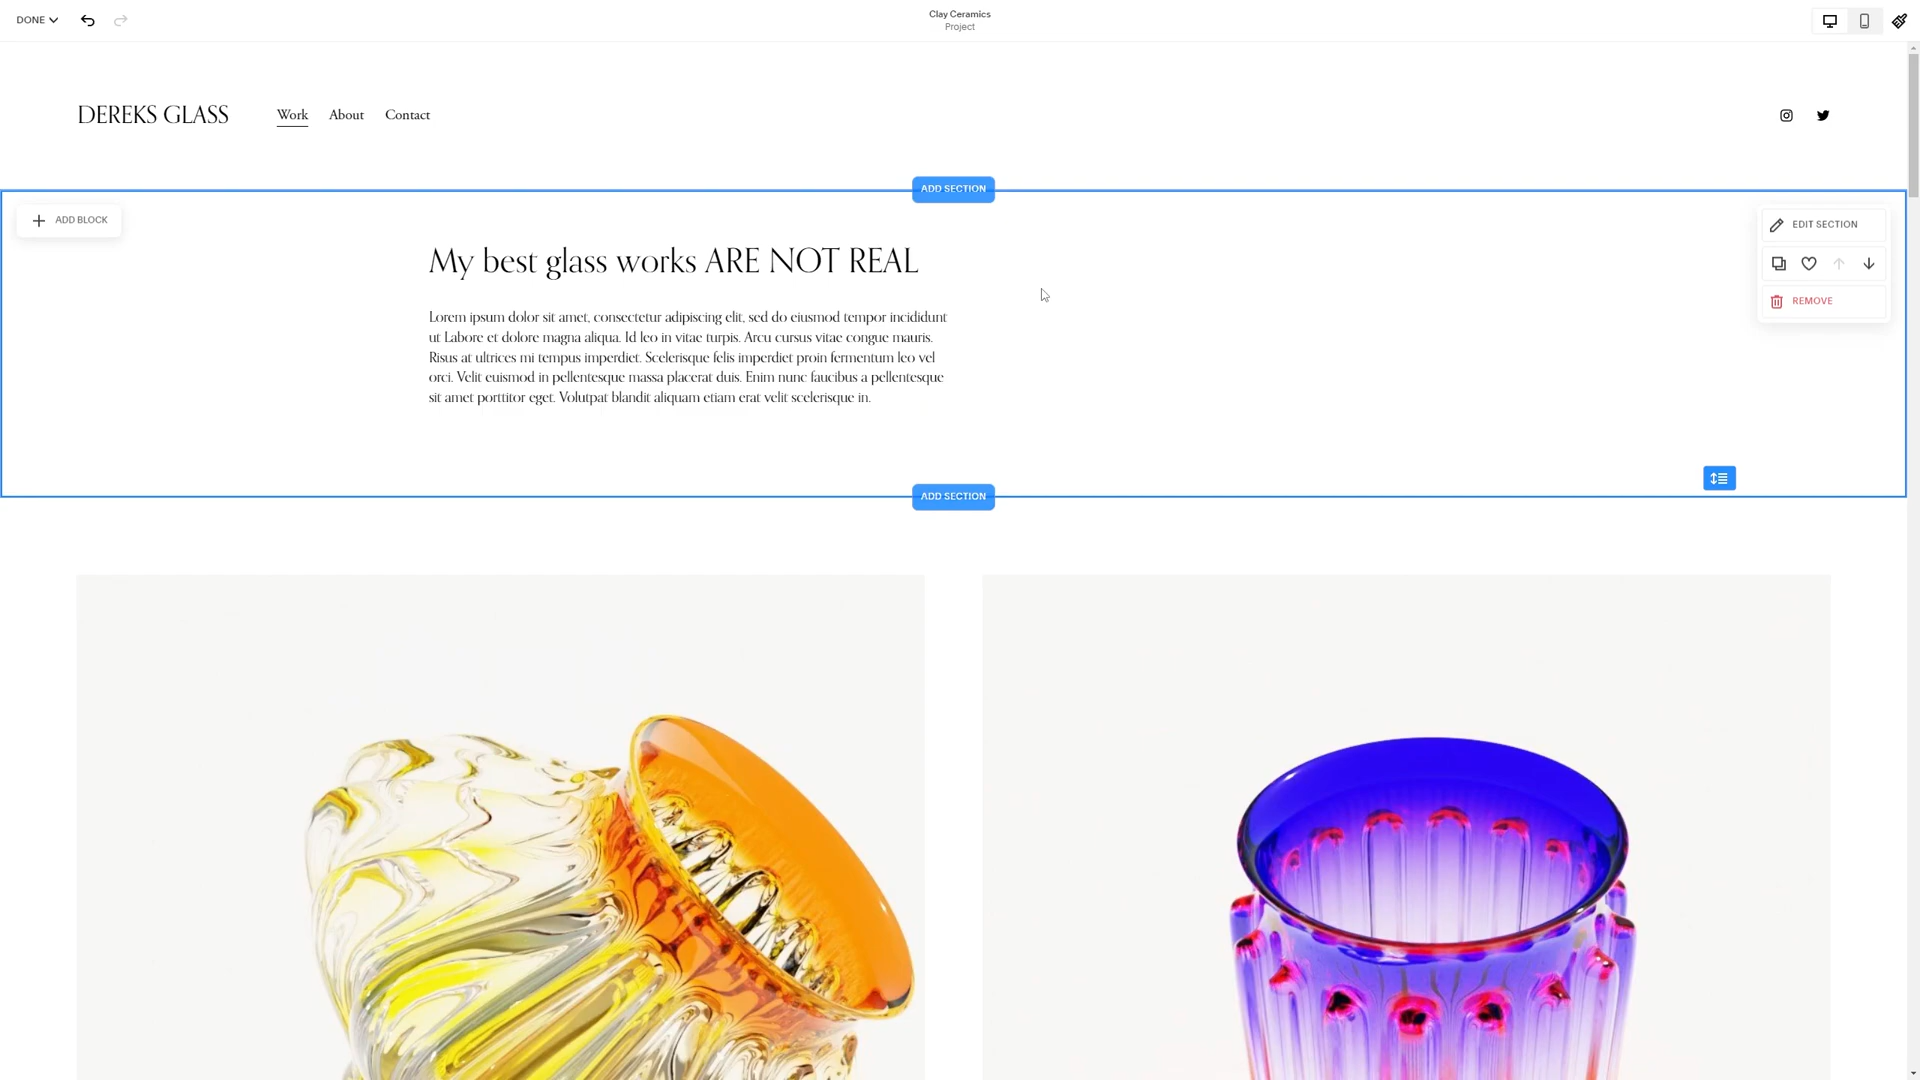 DONE
Clay Ceramics
Project
DEREKS GLASS
Work
About
Contact
ADD SECTION
ADD BLOCK
EDIT SECTION
My best glass works ARE NOT REAL
REMOVE
Lorem ipsum dolor sit amet, consectetur adipiscing elit, sed do eiusmod tempor incididunt
ut Labore et dolore magna aliqua. Id leo in vitae turpis. Arcu cursus vitae congue mauris.
Risus at ultrices mi tempus imperdiet. Scelerisque felis imperdiet proin fermentum leo vel
orci. Velit euismod in pellentesque massa placerat duis. Enim nunc faucibus a pellentesque
sit amet porttitor eget. Volutpat blandit aliquam etiam erat velit scelerisque in.
ADD SECTION